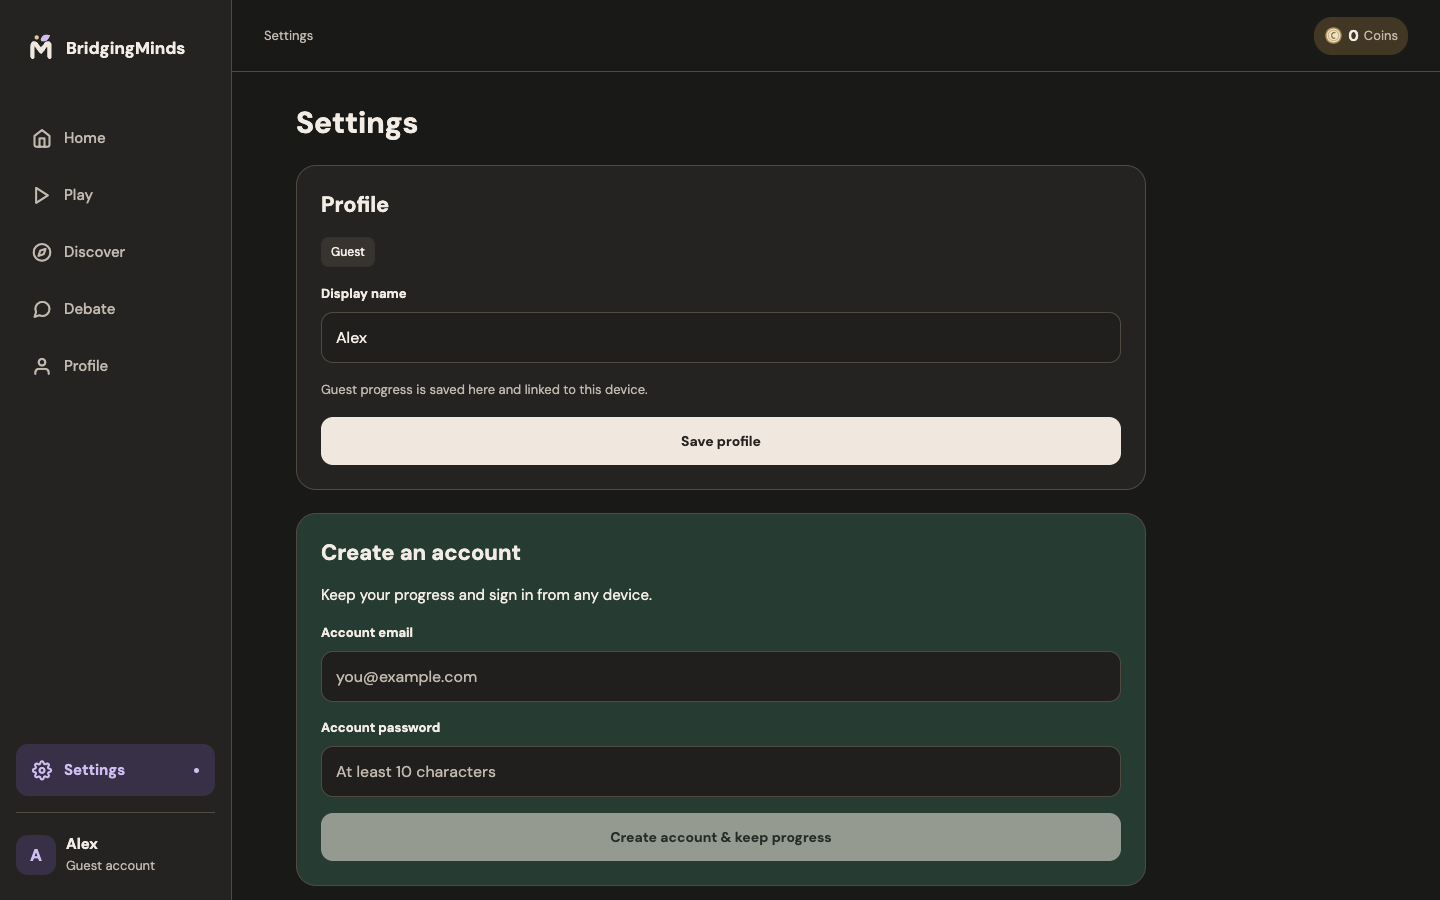 BridgingMinds
Home
Play
Discover
Debate
Profile
Settings
A
Alex
Guest account
Settings
0 Coins
Settings
Profile
Guest
Display name
Alex
Guest progress is saved here and linked to this device.
Save profile
Create an account
Keep your progress and sign in from any device.
Account email
you@example.com
Account password
At least 10 characters
Create account & keep progress